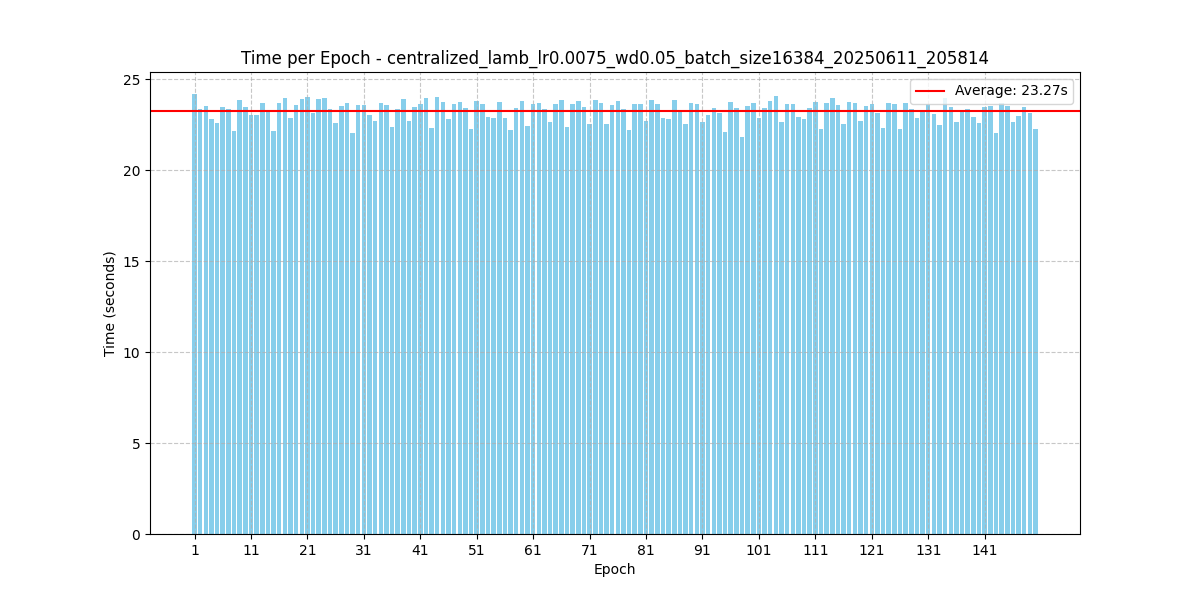 Time per Epoch - centralized_lamb_lr0.0075_wd0.05_batch_size16384_20250611_205814
Average: 23.27s
25
20
15
10
5
0
Time (seconds)
1 11 21 31 41 51 61 71 81 91 101 111 121 131 141
Epoch